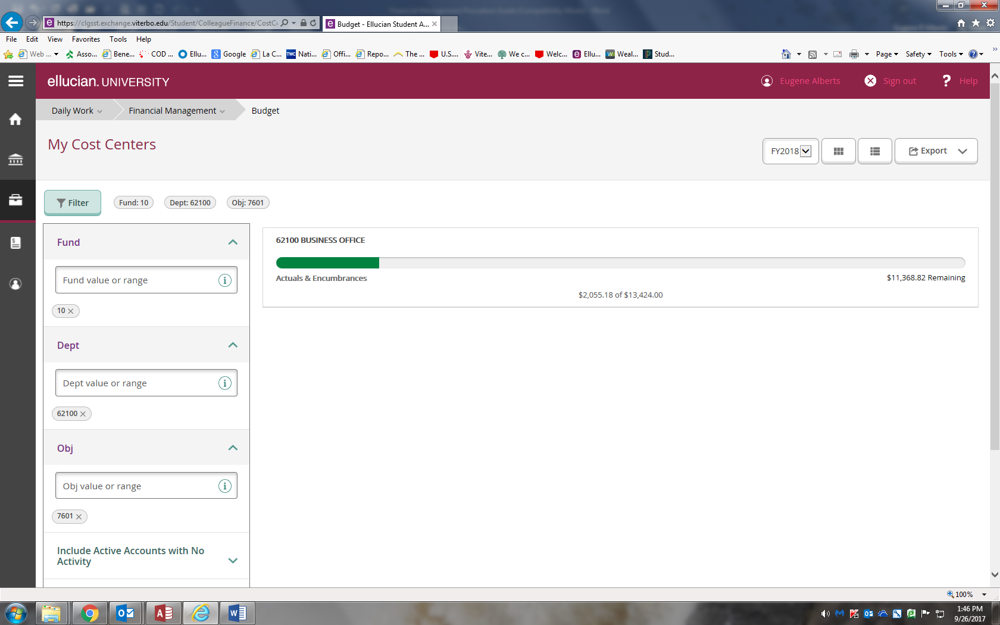 https://clgsst.exchange.viterbo.edu/Student/ColleagueFinance/CostC
Budget - Ellucian Student A...
File Edit View Favorites Tools Help
Web ... Asso... Bene... COD ... Ellu... Google La C... Nati... Offi... Repo... The ... U.S.... Vite... We c... Welc... Ellu... Weal... Stud...
Page Safety Tools
ellucian. UNIVERSITY
Eugene Alberts
Sign out
Help
Daily Work Financial Management Budget
My Cost Centers
FY2018
Export
Filter Fund: 10 Dept: 62100 Obj: 7601
Fund
Fund value or range
10
Dept
Dept value or range
62100
Obj
Obj value or range
7601
Include Active Accounts with No
Activity
62100 BUSINESS OFFICE
Actuals & Encumbrances
$11,368.82 Remaining
$2,055.18 of $13,424.00
100%
1:46 PM
9/26/2017